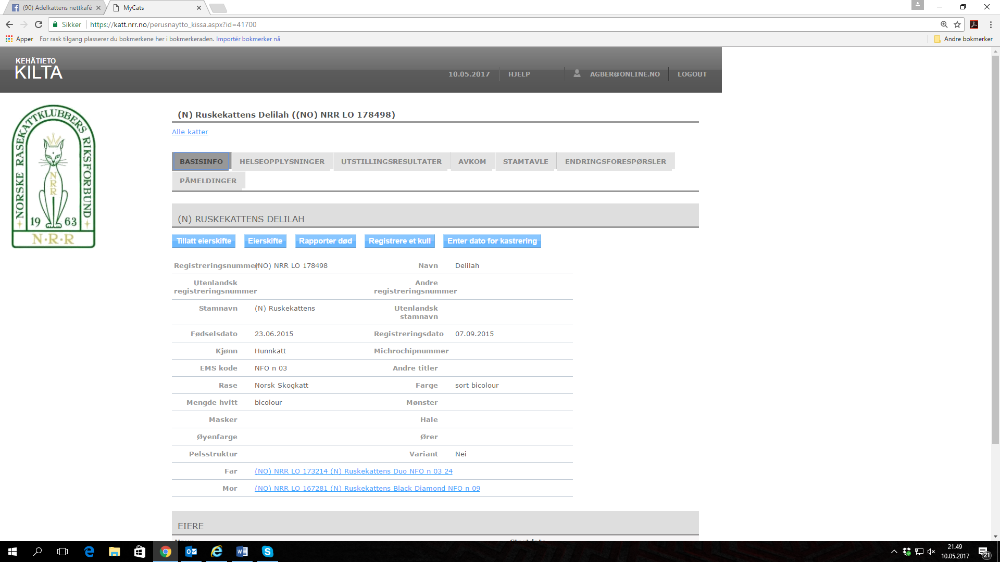 (90) Adelkattens nettkafé
MyCats
Sikker
https://katt.nrr.no/perusnaytto_kissa.aspx?id=41700
Apper
For rask tilgang plasserer du bokmerkene her i bokmerkeraden. Importér bokmerker nå
Andre bokmerker
KEHÄTIETO
KILTA
10.05.2017
HJELP
AGBER@ONLINE.NO
LOGOUT
NORSKE RASEKATTKLUBBERS RIKSFORBUND
NRR
1963
N·R·R
(N) Ruskekattens Delilah ((NO) NRR LO 178498)
Alle katter
BASISINFO
HELSEOPPLYSNINGER
UTSTILLINGSRESULTATER
AVKOM
STAMTAVLE
ENDRINGSFORESPØRSLER
PÅMELDINGER
(N) RUSKEKATTENS DELILAH
Tillatt eierskifte
Eierskifte
Rapporter død
Registrere et kull
Enter dato for kastrering
Registreringsnummer (NO) NRR LO 178498 Navn Delilah
Utenlandsk registreringsnummer
Andre registreringsnummer
Stamnavn (N) Ruskekattens
Utenlandsk stamnavn
Fødselsdato 23.06.2015 Registreringsdato 07.09.2015
Kjønn Hunnkatt Michrochipnummer
EMS kode NFO n 03 Andre titler
Rase Norsk Skogkatt Farge sort bicolour
Mengde hvitt bicolour Mønster
Masker Hale
Øyenfarge Ører
Pelsstruktur Variant Nei
Far (NO) NRR LO 173214 (N) Ruskekattens Duo NFO n 03 24
Mor (NO) NRR LO 167281 (N) Ruskekattens Black Diamond NFO n 09
EIERE
Navn Startdato
21.49
10.05.2017
21